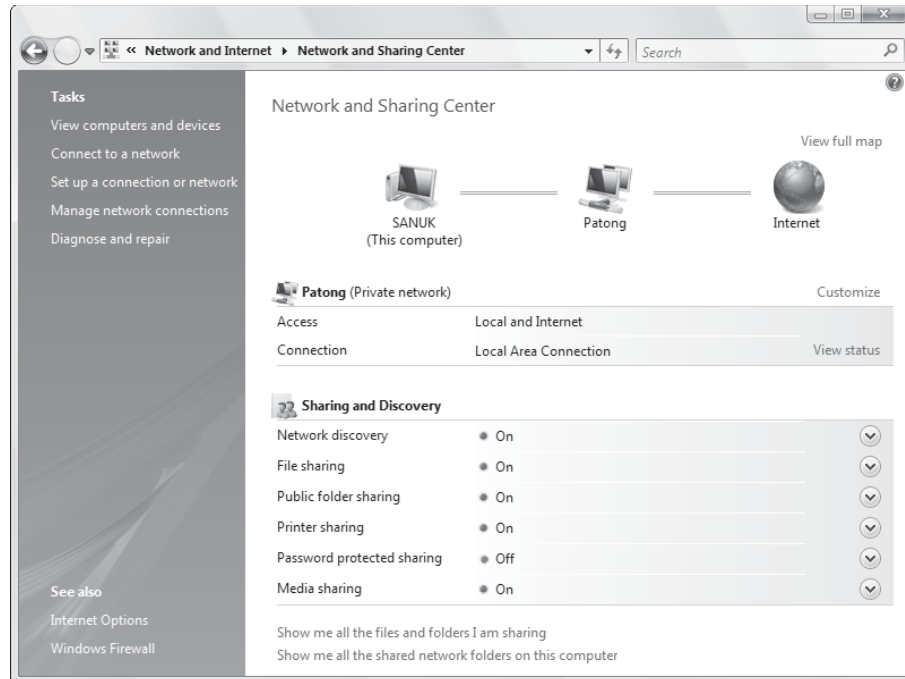 « Network and Internet ▸ Network and Sharing Center
Search
Tasks
View computers and devices
Connect to a network
Set up a connection or network
Manage network connections
Diagnose and repair
See also
Internet Options
Windows Firewall
Network and Sharing Center
View full map
SANUK
(This computer)
Patong
Internet
Patong (Private network)
Customize
Access Local and Internet
Connection Local Area Connection View status
Sharing and Discovery
Network discovery On
File sharing On
Public folder sharing On
Printer sharing On
Password protected sharing Off
Media sharing On
Show me all the files and folders I am sharing
Show me all the shared network folders on this computer